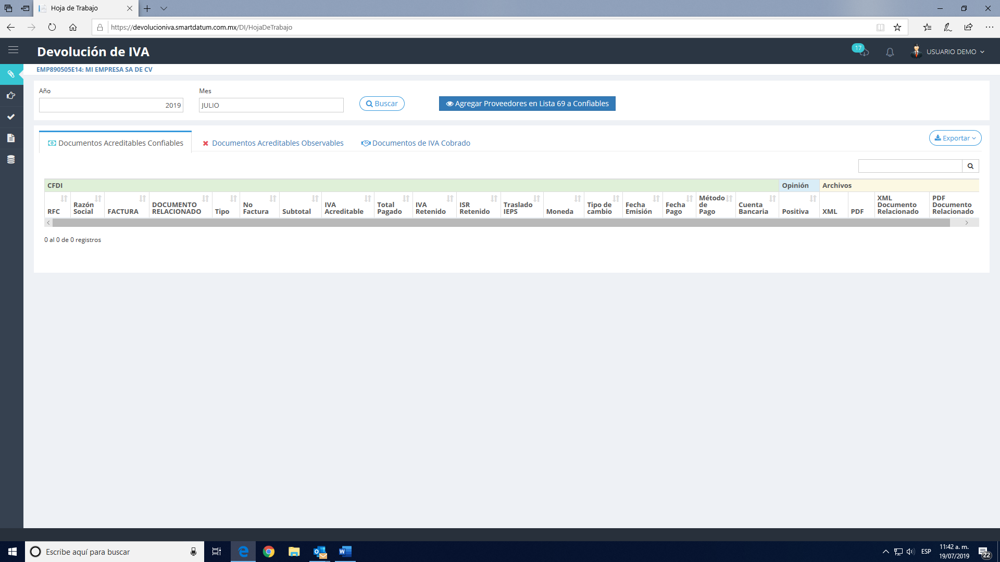 Hoja de Trabajo
https://devolucioniva.smartdatum.com.mx/DI/HojaDeTrabajo
Devolución de IVA
17
USUARIO DEMO
EMP890505E14: MI EMPRESA SA DE CV
Año
Mes
2019
JULIO
Buscar
Agregar Proveedores en Lista 69 a Confiables
Documentos Acreditables Confiables
Documentos Acreditables Observables
Documentos de IVA Cobrado
Exportar
CFDI
Opinión
Archivos
RFC
Razón
Social
FACTURA
DOCUMENTO
RELACIONADO
Tipo
No
Factura
Subtotal
IVA
Acreditable
Total
Pagado
IVA
Retenido
ISR
Retenido
Traslado
IEPS
Moneda
Tipo de
cambio
Fecha
Emisión
Fecha
Pago
Método
de
Pago
Cuenta
Bancaria
Positiva
XML
PDF
XML
Documento
Relacionado
PDF
Documento
Relacionado
0 al 0 de 0 registros
Escribe aquí para buscar
ESP
11:42 a. m.
19/07/2019
22